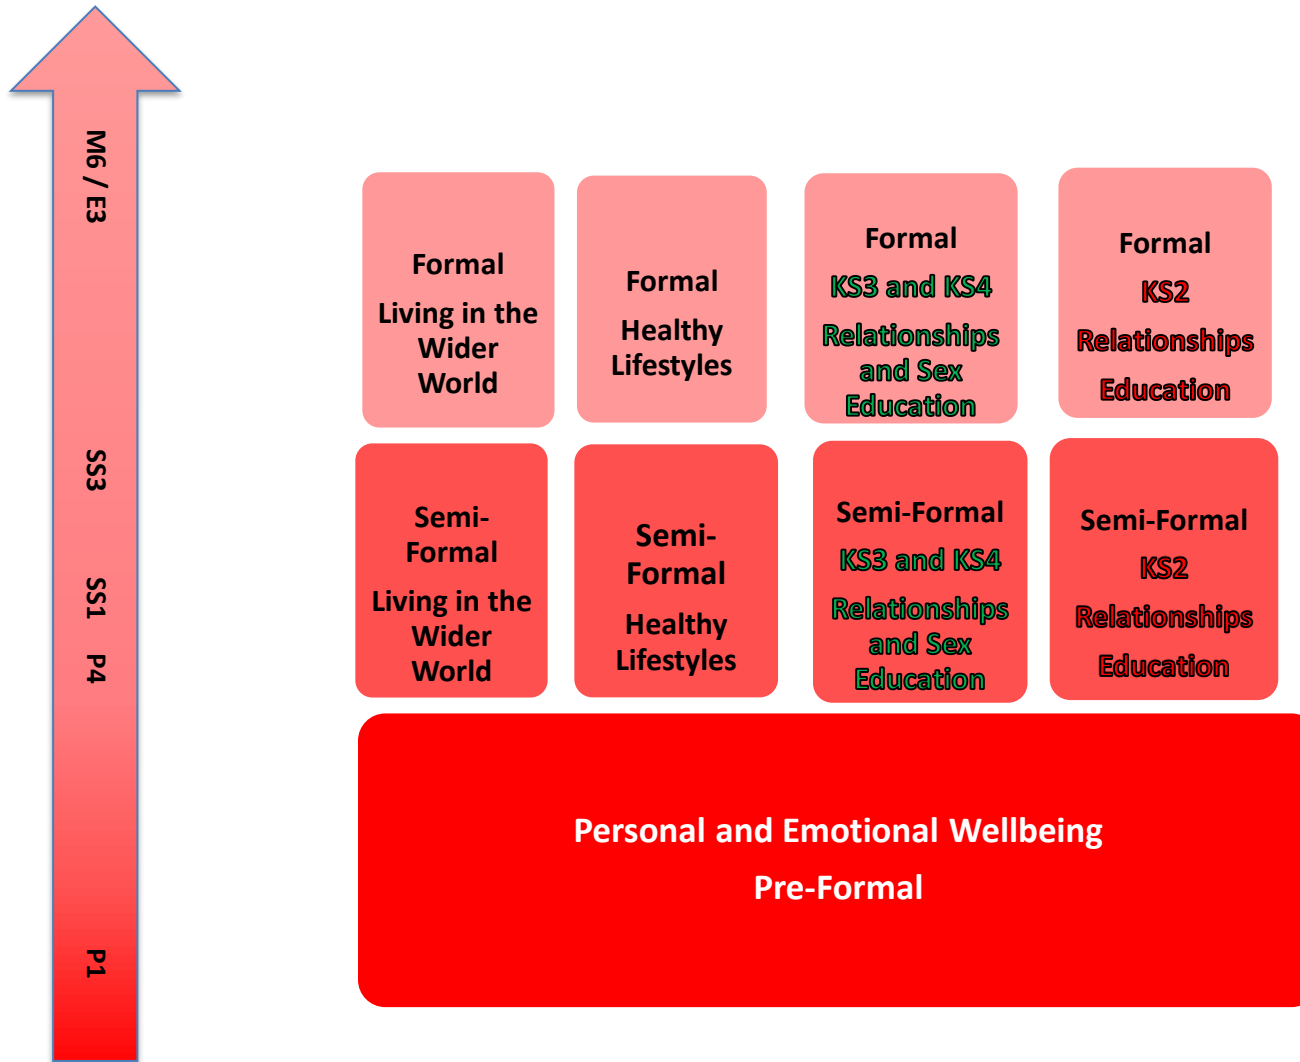 M6 / E3
SS3
SS1
P4
P1
Formal
Living in the
Wider
World
Formal
Healthy
Lifestyles
Formal
KS3 and KS4
Relationships
and Sex
Education
Formal
KS2
Relationships
Education
Semi-
Formal
Living in the
Wider
World
Semi-
Formal
Healthy
Lifestyles
Semi-Formal
KS3 and KS4
Relationships
and Sex
Education
Semi-Formal
KS2
Relationships
Education
Personal and Emotional Wellbeing
Pre-Formal